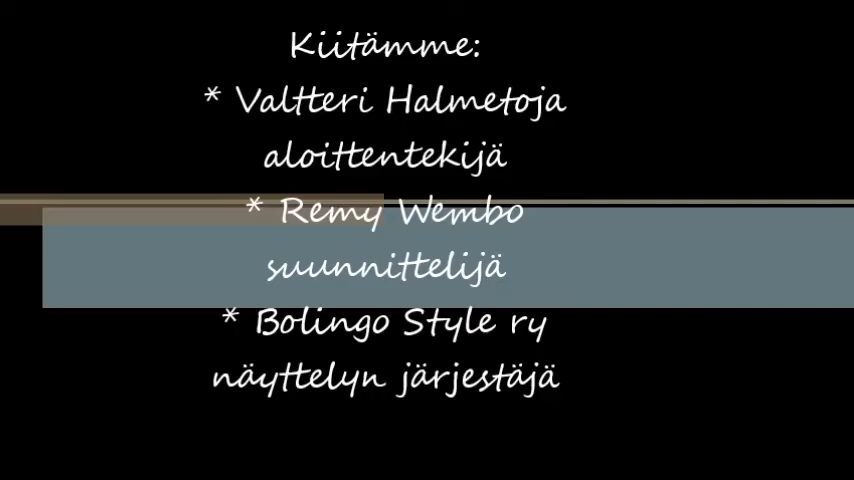 Kiitämme:
* Valtteri Halmetoja
aloittentekijä
* Remy Wembo
suunnittelijä
* Bolingo Style ry
näyttelyn järjestäjä